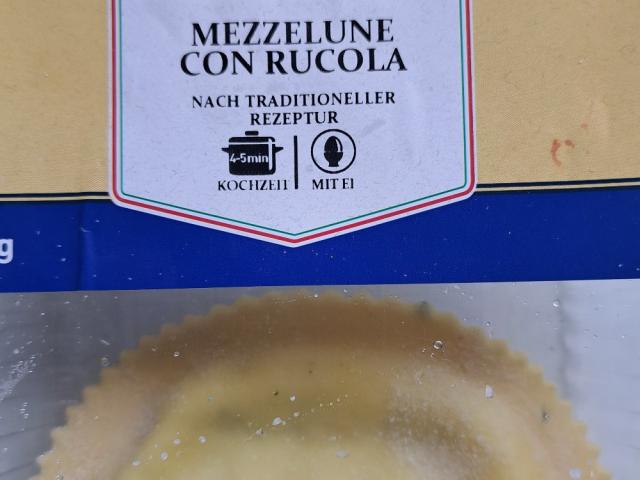 MEZZELUNE
CON RUCOLA
NACH TRADITIONELLER
REZEPTUR
4-5min
KOCHZEIT
MIT EI
g